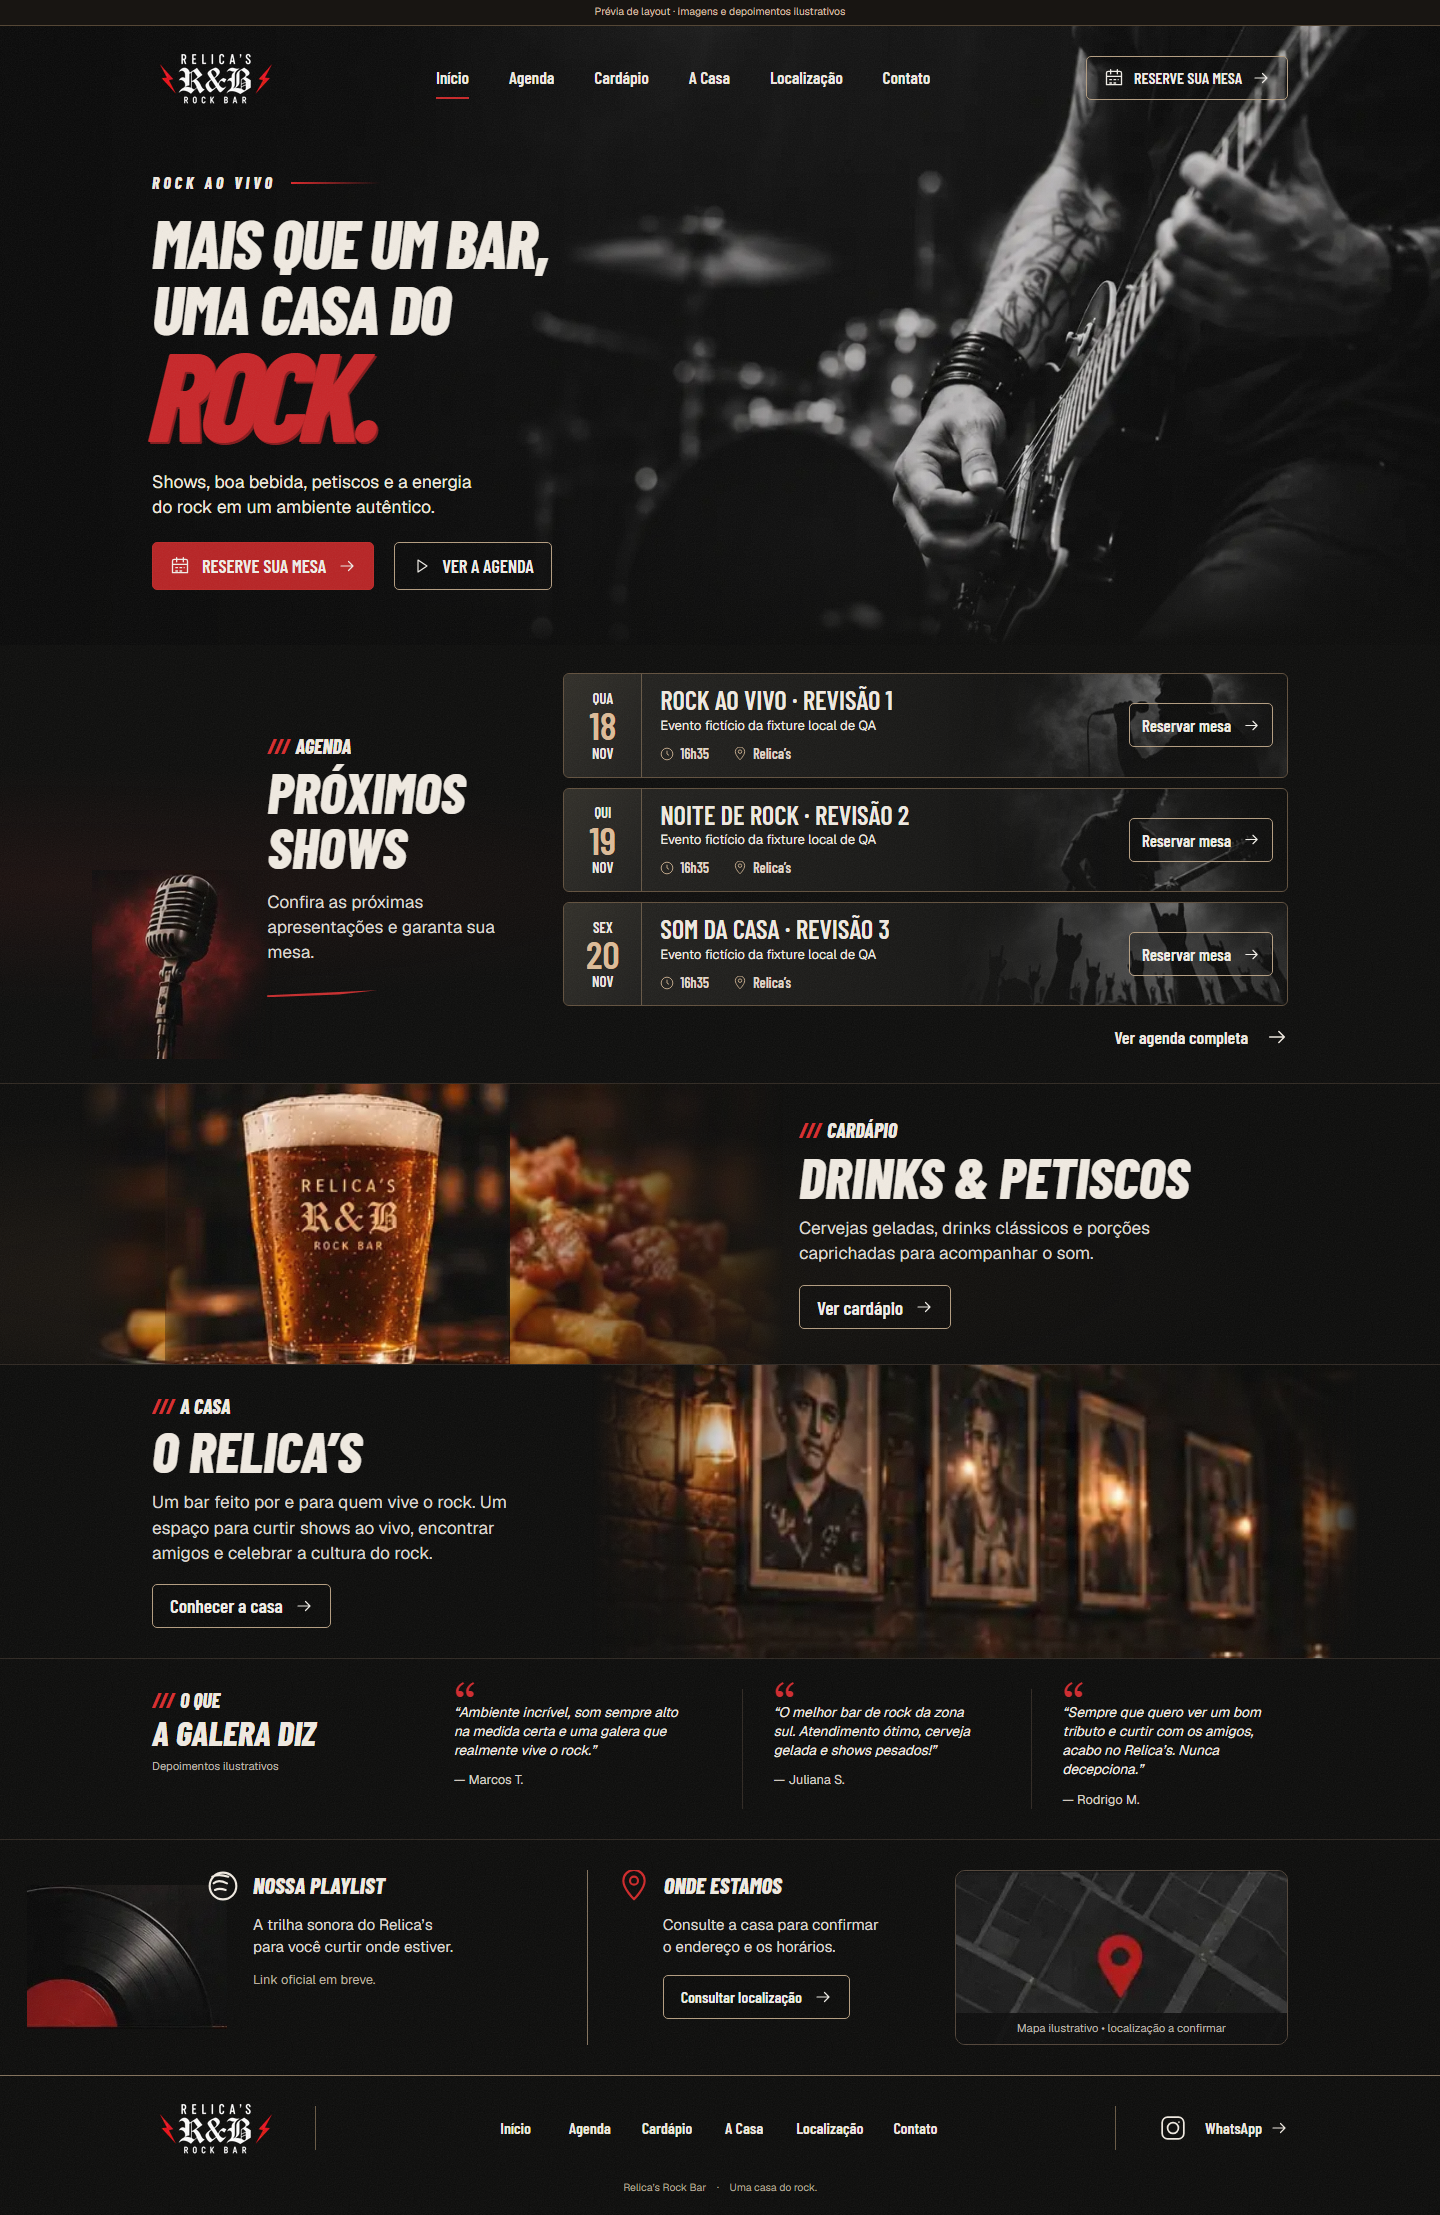 Prévia de layout · imagens e depoimentos ilustrativos
RELICA'S
R&B
ROCK BAR
Início
Agenda
Cardápio
A Casa
Localização
Contato
RESERVE SUA MESA
ROCK AO VIVO
MAIS QUE UM BAR,
UMA CASA DO
ROCK.
Shows, boa bebida, petiscos e a energia
do rock em um ambiente autêntico.
RESERVE SUA MESA
VER A AGENDA
/// AGENDA
PRÓXIMOS
SHOWS
Confira as próximas
apresentações e garanta sua
mesa.
QUA
18
NOV
ROCK AO VIVO · REVISÃO 1
Evento fictício da fixture local de QA
16h35
Relica’s
Reservar mesa
QUI
19
NOV
NOITE DE ROCK · REVISÃO 2
Evento fictício da fixture local de QA
16h35
Relica’s
Reservar mesa
SEX
20
NOV
SOM DA CASA · REVISÃO 3
Evento fictício da fixture local de QA
16h35
Relica’s
Reservar mesa
Ver agenda completa
RELICA'S
R&B
ROCK BAR
/// CARDÁPIO
DRINKS & PETISCOS
Cervejas geladas, drinks clássicos e porções
caprichadas para acompanhar o som.
Ver cardápio
/// A CASA
O RELICA’S
Um bar feito por e para quem vive o rock. Um
espaço para curtir shows ao vivo, encontrar
amigos e celebrar a cultura do rock.
Conhecer a casa
/// O QUE
A GALERA DIZ
Depoimentos ilustrativos
“
“Ambiente incrível, som sempre alto
na medida certa e uma galera que
realmente vive o rock.”
— Marcos T.
“
“O melhor bar de rock da zona
sul. Atendimento ótimo, cerveja
gelada e shows pesados!”
— Juliana S.
“
“Sempre que quero ver um bom
tributo e curtir com os amigos,
acabo no Relica’s. Nunca
decepciona.”
— Rodrigo M.
NOSSA PLAYLIST
A trilha sonora do Relica’s
para você curtir onde estiver.
Link oficial em breve.
ONDE ESTAMOS
Consulte a casa para confirmar
o endereço e os horários.
Consultar localização
Mapa ilustrativo • localização a confirmar
RELICA'S
R&B
ROCK BAR
Início
Agenda
Cardápio
A Casa
Localização
Contato
WhatsApp
Relica’s Rock Bar · Uma casa do rock.